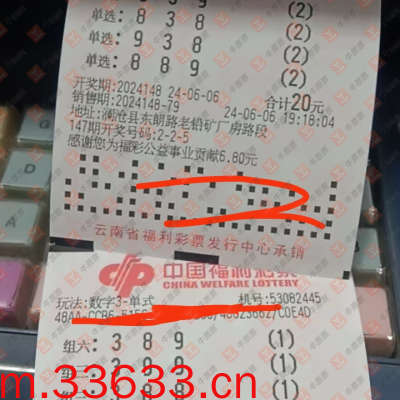 单选: 8 3 8 (2)
单选: 9 3 8 (2)
单选: 8 8 9 (2)
开奖期:2024148 24-06-06 合计20元
销售期:2024148-79 24-06-06 19:18:04
地址:澜沧县东朗路老铅矿厂房路段
147期开奖号码:2-2-5
感谢您为福彩公益事业贡献6.80元
云南省福利彩票发行中心承销
中国福利彩票
CHINA WELFARE LOTTERY
玩法:数字3-单式 机号:53062445
组六: 3 8 9 (1)
组三: 3 8 8 (1)
m.33633.cn